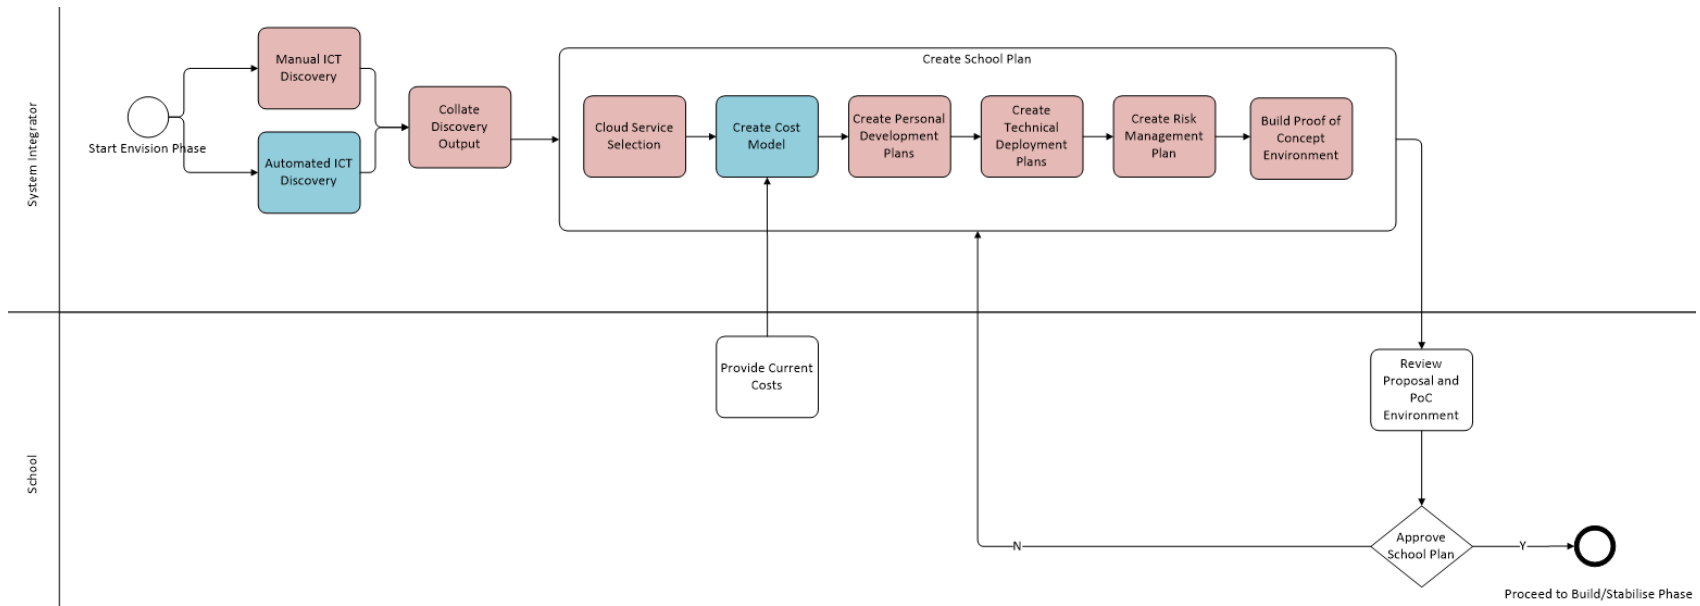 System Integrator
Start Envision Phase
Manual ICT
Discovery
Automated ICT
Discovery
Collate
Discovery
Output
Create School Plan
Cloud Service
Selection
Create Cost
Model
Create Personal
Development
Plans
Create
Technical
Deployment
Plans
Create Risk
Management
Plan
Build Proof of
Concept
Environment
School
Provide Current
Costs
Review
Proposal and
PoC
Environment
Approve
School Plan
N
Y
Proceed to Build/Stabilise Phase